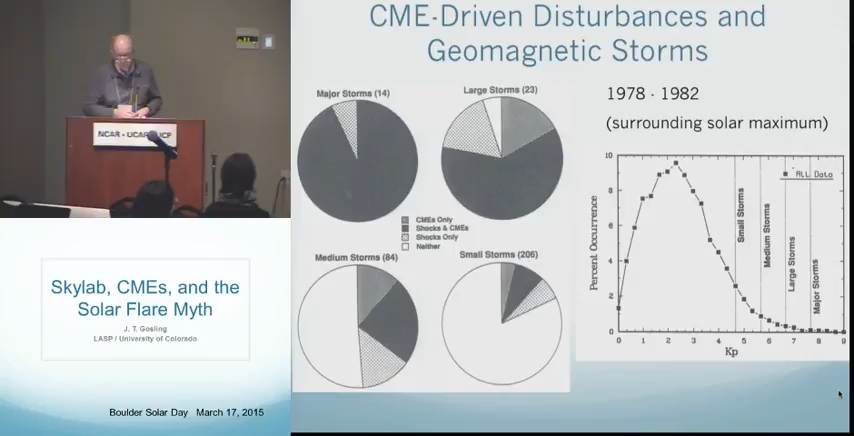 NCAR - UCAR - UCP
Skylab, CMEs, and the
Solar Flare Myth
J. T. Gosling
LASP / University of Colorado
Boulder Solar Day March 17, 2015
CME-Driven Disturbances and
Geomagnetic Storms
Major Storms (14)
Large Storms (23)
CMEs Only
Shocks & CMEs
Shocks Only
Neither
Medium Storms (84)
Small Storms (206)
1978 - 1982
(surrounding solar maximum)
ALL Data
Percent Occurrence
10
8
6
4
2
0
Small Storms
Medium Storms
Large Storms
Major Storms
0 1 2 3 4 5 6 7 8 9
Kp